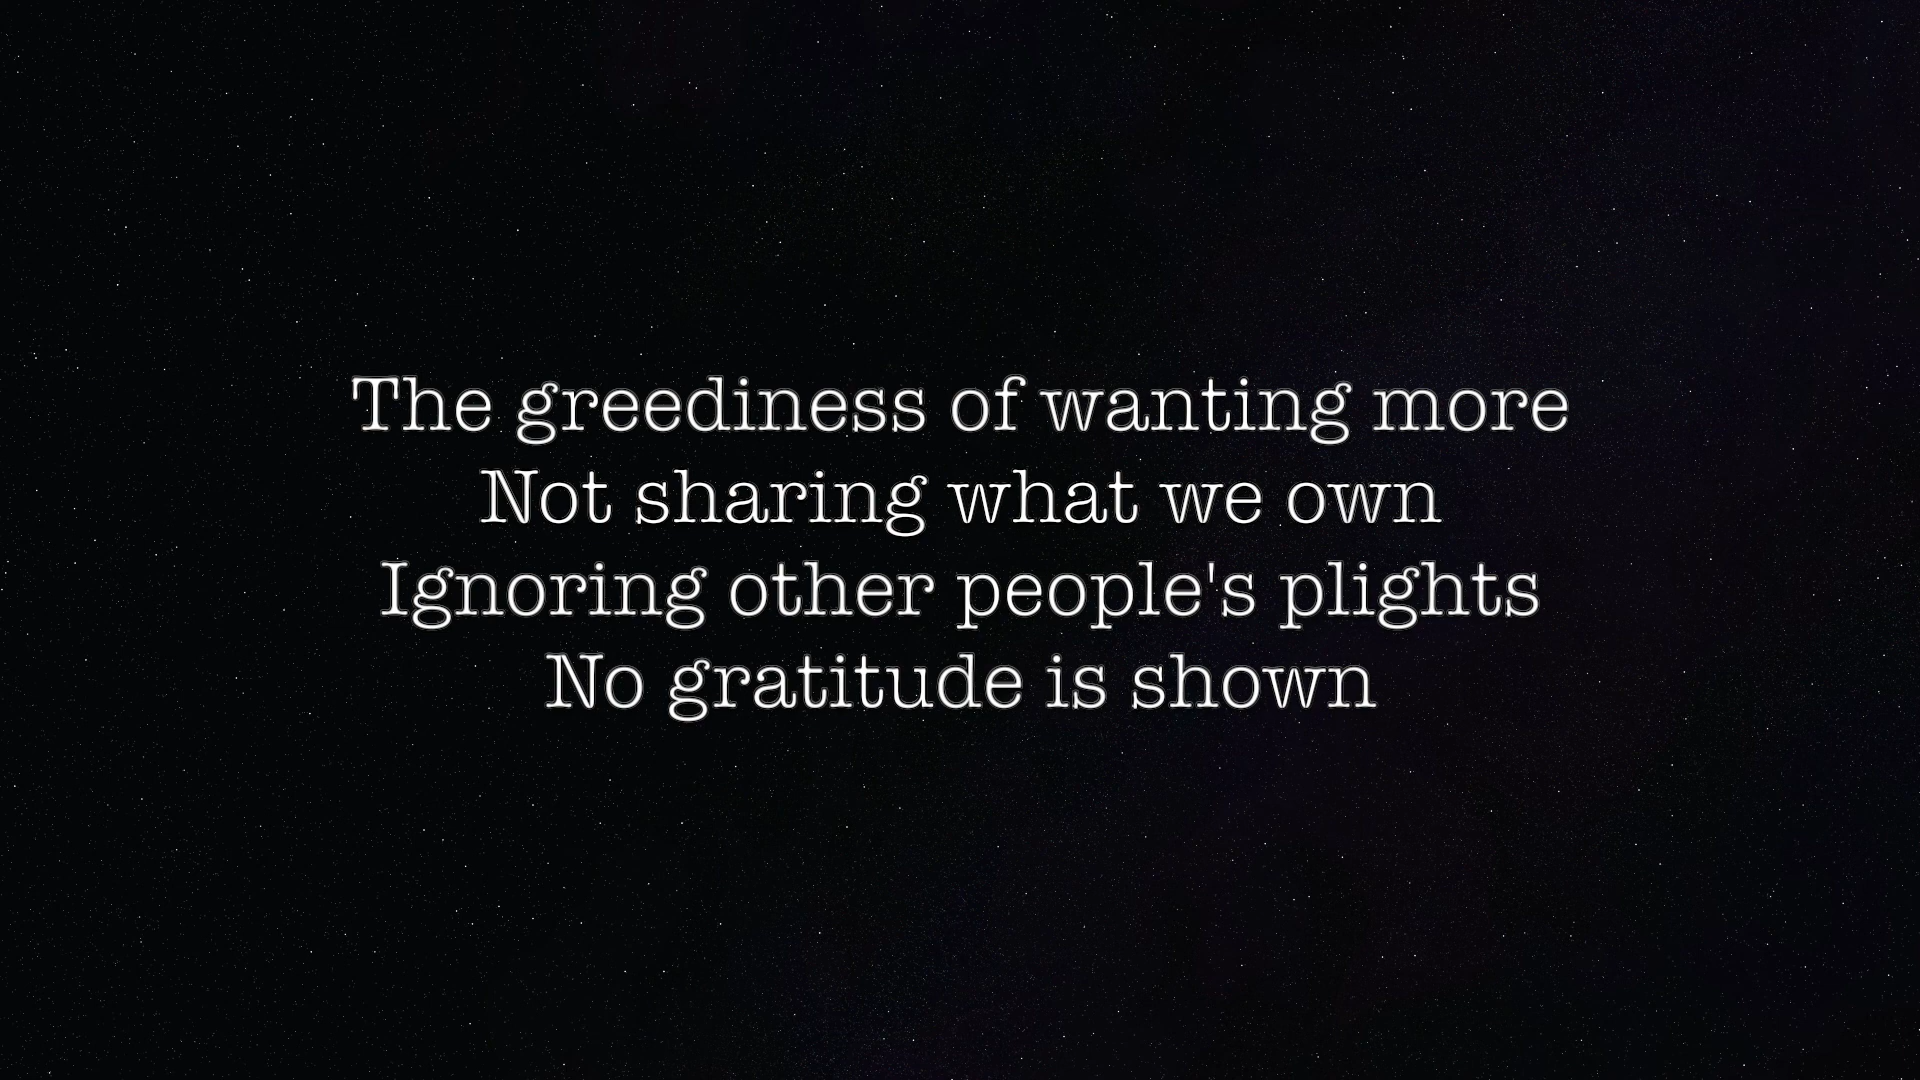 The greediness of wanting more
Not sharing what we own
Ignoring other people's plights
No gratitude is shown